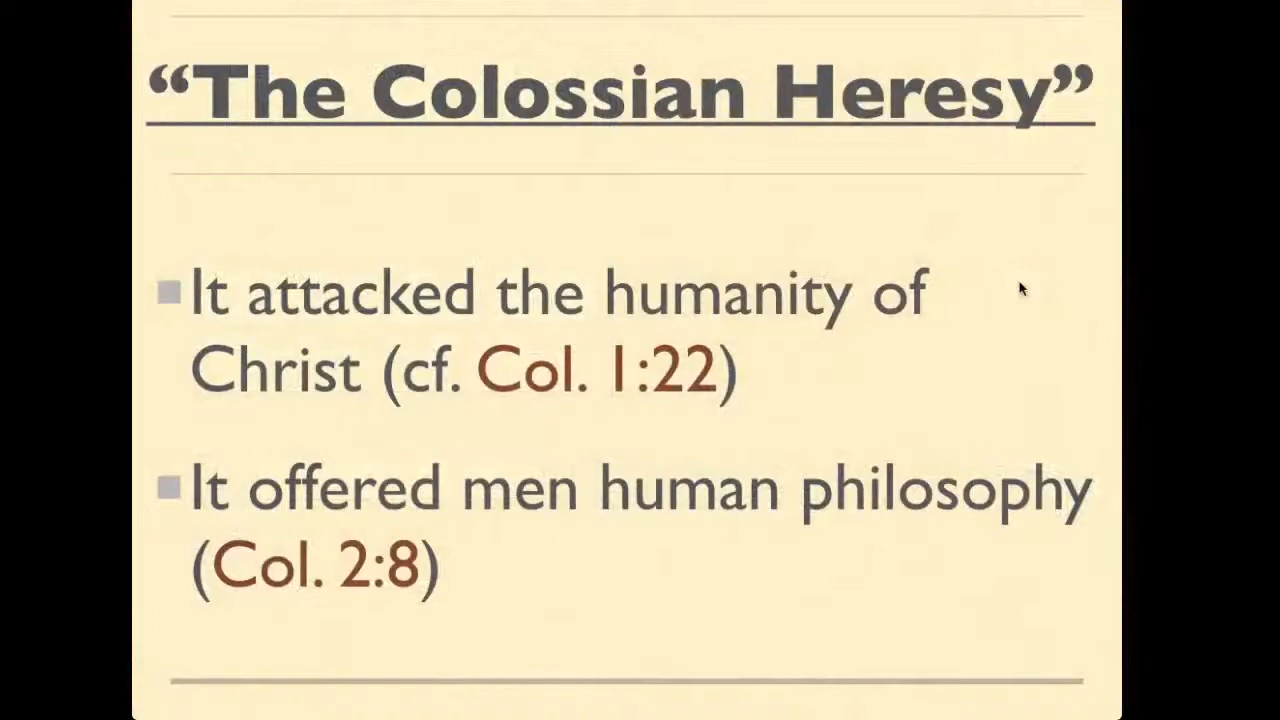 “The Colossian Heresy”
It attacked the humanity of
Christ (cf. Col. 1:22)
It offered men human philosophy
(Col. 2:8)